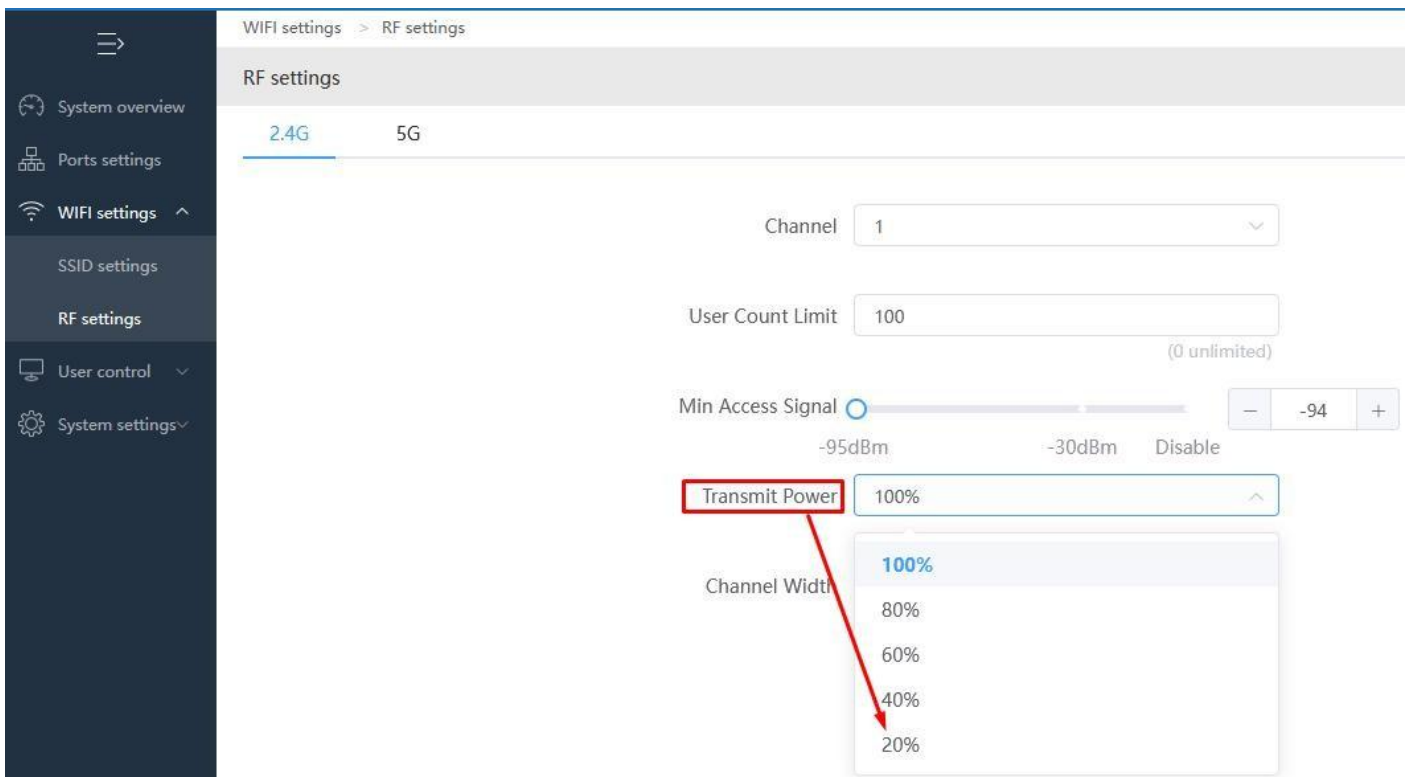 WIFI settings > RF settings
RF settings
System overview
Ports settings
WIFI settings
SSID settings
RF settings
User control
System settings
2.4G 5G
Channel 1
User Count Limit 100
(0 unlimited)
Min Access Signal - -94 +
-95dBm -30dBm Disable
Transmit Power 100%
100%
Channel Width
80%
60%
40%
20%